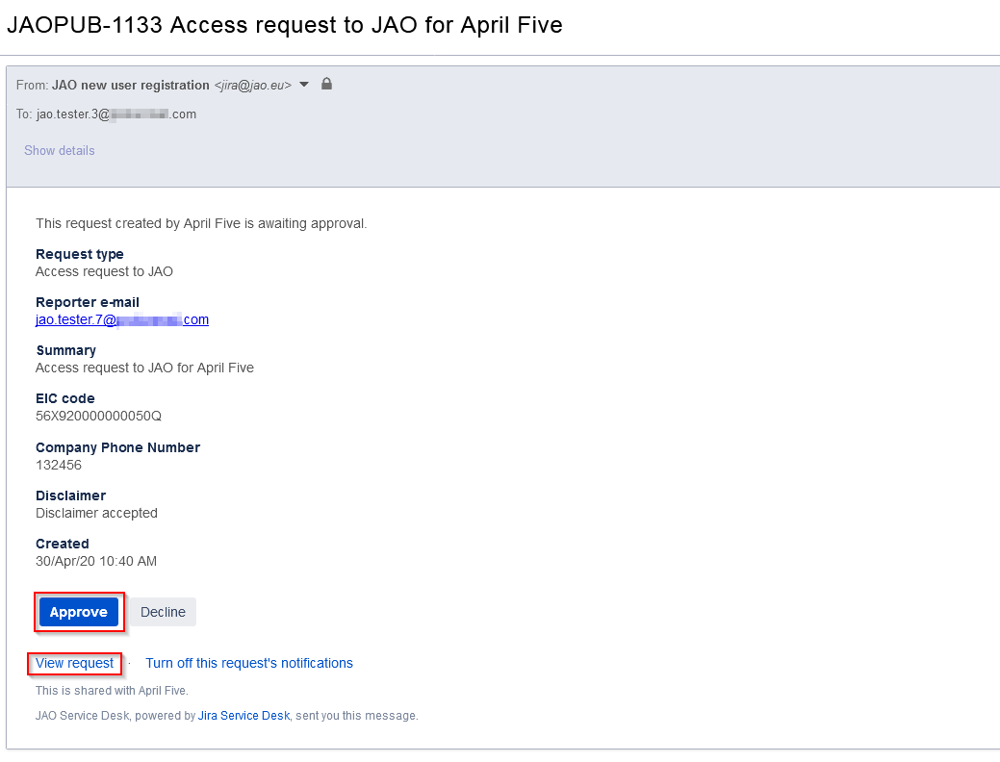 JAOPUB-1133 Access request to JAO for April Five
From: JAO new user registration <jira@jao.eu>
To: jao.tester.3@ .com
Show details
This request created by April Five is awaiting approval.
Request type
Access request to JAO
Reporter e-mail
jao.tester.7@ .com
Summary
Access request to JAO for April Five
EIC code
56X920000000050Q
Company Phone Number
132456
Disclaimer
Disclaimer accepted
Created
30/Apr/20 10:40 AM
Approve Decline
View request · Turn off this request's notifications
This is shared with April Five.
JAO Service Desk, powered by Jira Service Desk, sent you this message.